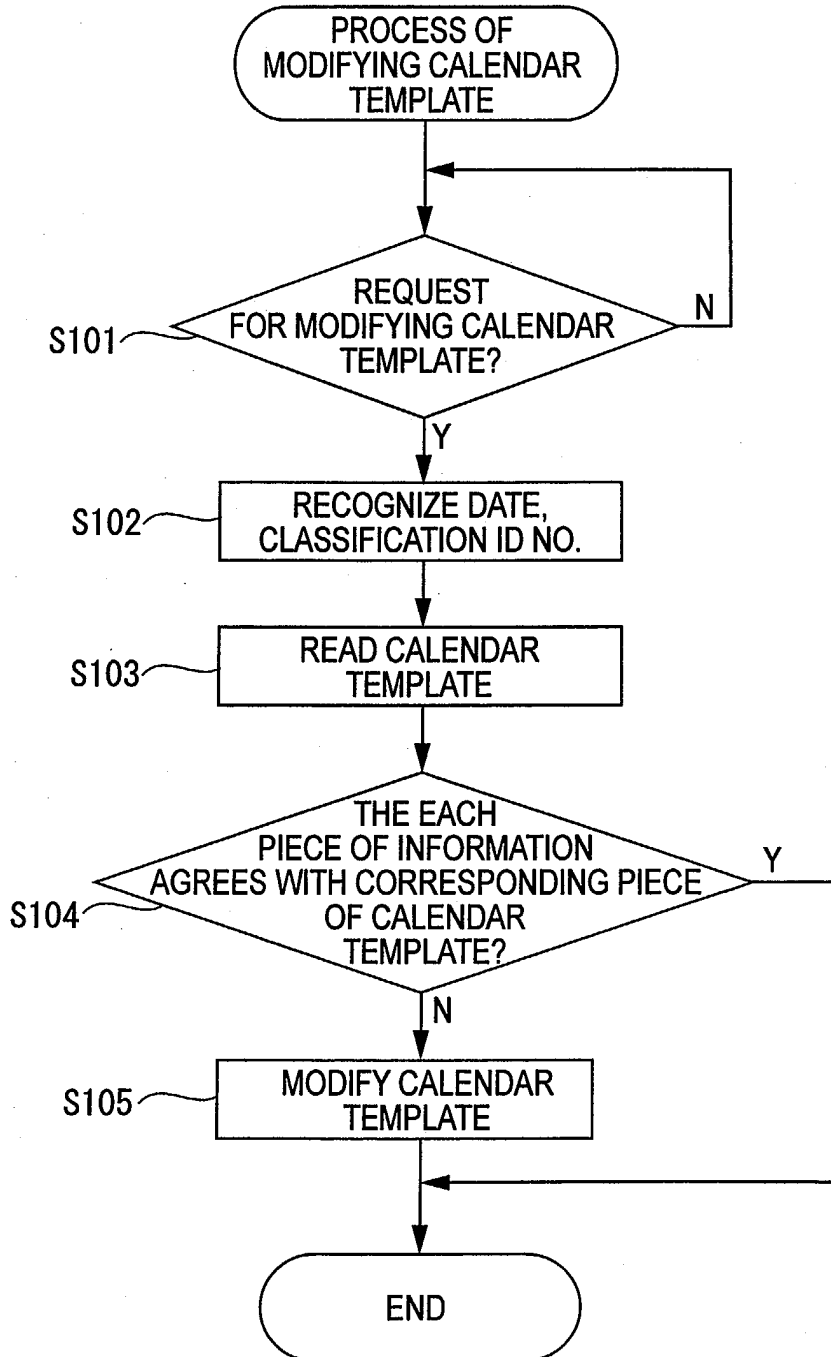 PROCESS OF
MODIFYING CALENDAR
TEMPLATE
REQUEST
FOR MODIFYING CALENDAR
TEMPLATE?
N
S101
Y
RECOGNIZE DATE,
CLASSIFICATION ID NO.
S102
READ CALENDAR
TEMPLATE
S103
THE EACH
PIECE OF INFORMATION
AGREES WITH CORRESPONDING PIECE
OF CALENDAR
TEMPLATE?
Y
S104
N
MODIFY CALENDAR
TEMPLATE
S105
END